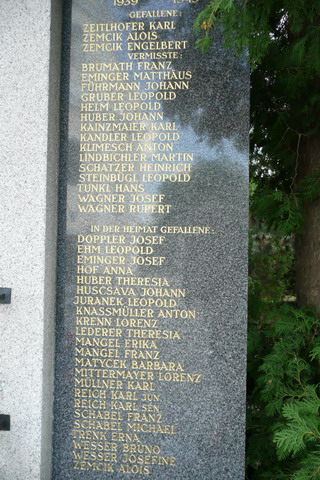 1939 1945
GEFALLENE:
ZEITLHOFER KARL
ZEMCIK ALOIS
ZEMCIK ENGELBERT
VERMISSTE:
BRUMATH FRANZ
EMINGER MATTHÄUS
FÜHRMANN JOHANN
GRUBER LEOPOLD
HELM LEOPOLD
HUBER JOHANN
KAINZMAIER KARL
KANDLER LEOPOLD
KLIMESCH ANTON
LINDBICHLER MARTIN
SCHATZER HEINRICH
STEINBÜGL LEOPOLD
TUNKL HANS
WAGNER JOSEF
WAGNER RUPERT
IN DER HEIMAT GEFALLENE:
DOPPLER JOSEF
EHM LEOPOLD
EMINGER JOSEF
HOF ANNA
HUBER THERESIA
HUSCSAVA JOHANN
JURANEK LEOPOLD
KNASSMÜLLER ANTON
KRENN LORENZ
LEDERER THERESIA
MANGEL ERIKA
MANGEL FRANZ
MATYCEK BARBARA
MITTERMAYER LORENZ
MÜLLNER KARL
REICH KARL JUN.
REICH KARL SEN.
SCHABEL FRANZ
SCHABEL MICHAEL
TRENK ERNA
WESSER BRUNO
WESSER JOSEFINE
ZEMCIK ALOIS